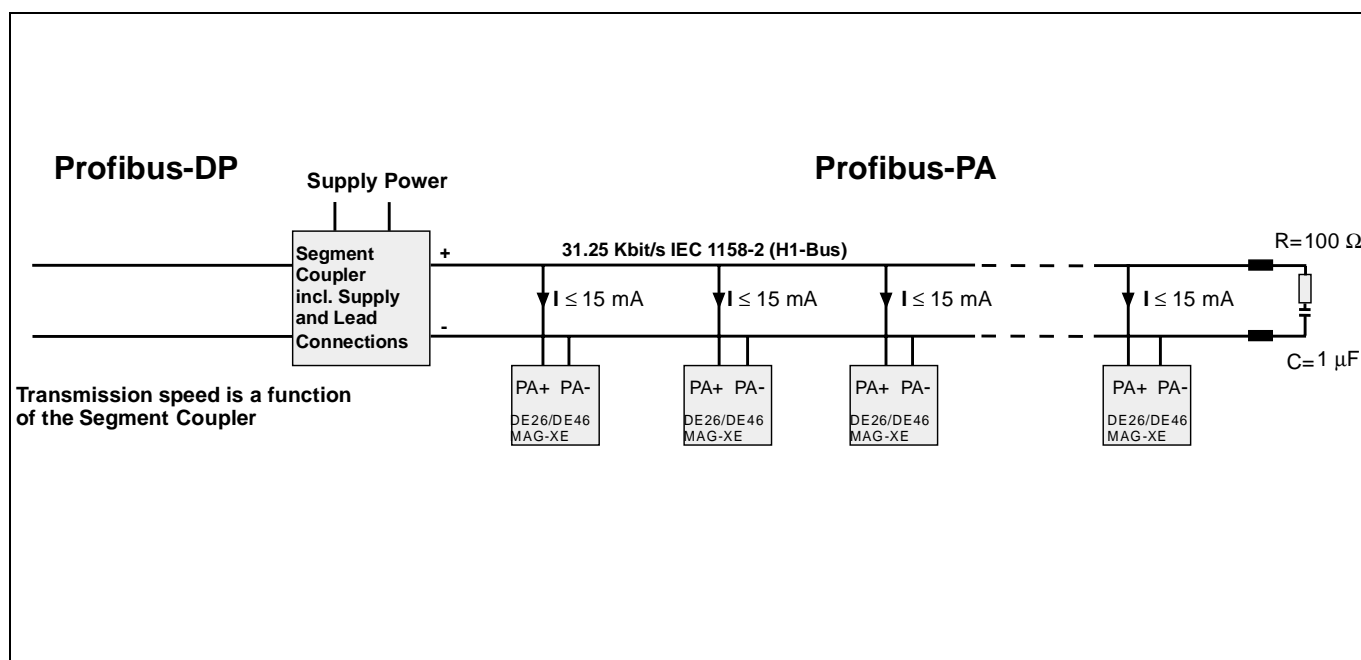 Profibus-DP
Profibus-PA
Supply Power
Segment
Coupler
incl. Supply
and Lead
Connections
+
-
31.25 Kbit/s IEC 1158-2 (H1-Bus)
R=100 Ω
I ≤ 15 mA
I ≤ 15 mA
I ≤ 15 mA
I ≤ 15 mA
C=1 µF
Transmission speed is a function
of the Segment Coupler
PA+ PA-
DE26/DE46
MAG-XE
PA+ PA-
DE26/DE46
MAG-XE
PA+ PA-
DE26/DE46
MAG-XE
PA+ PA-
DE26/DE46
MAG-XE